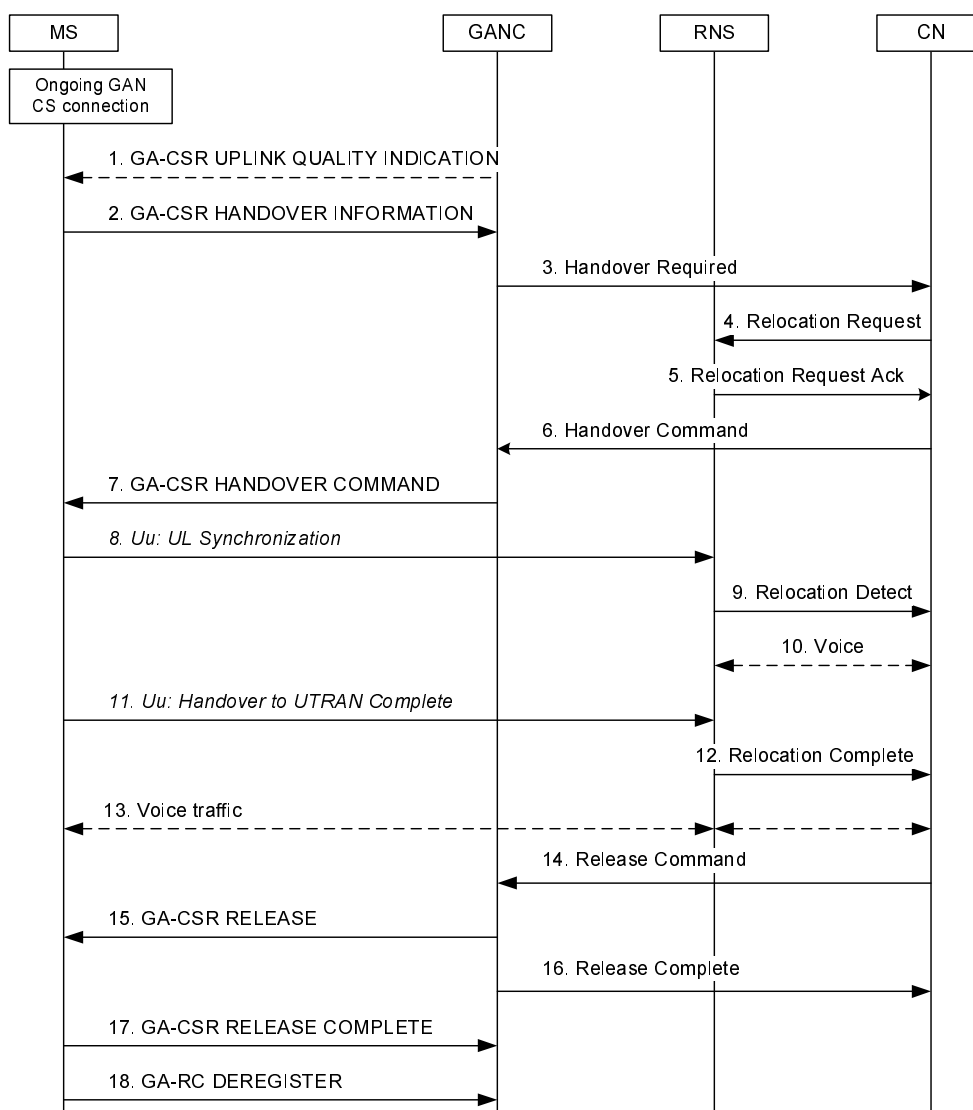 MS
GANC
RNS
CN
Ongoing GAN
CS connection
1. GA-CSR UPLINK QUALITY INDICATION
2. GA-CSR HANDOVER INFORMATION
3. Handover Required
4. Relocation Request
5. Relocation Request Ack
6. Handover Command
7. GA-CSR HANDOVER COMMAND
8. Uu: UL Synchronization
9. Relocation Detect
10. Voice
11. Uu: Handover to UTRAN Complete
12. Relocation Complete
13. Voice traffic
14. Release Command
15. GA-CSR RELEASE
16. Release Complete
17. GA-CSR RELEASE COMPLETE
18. GA-RC DEREGISTER